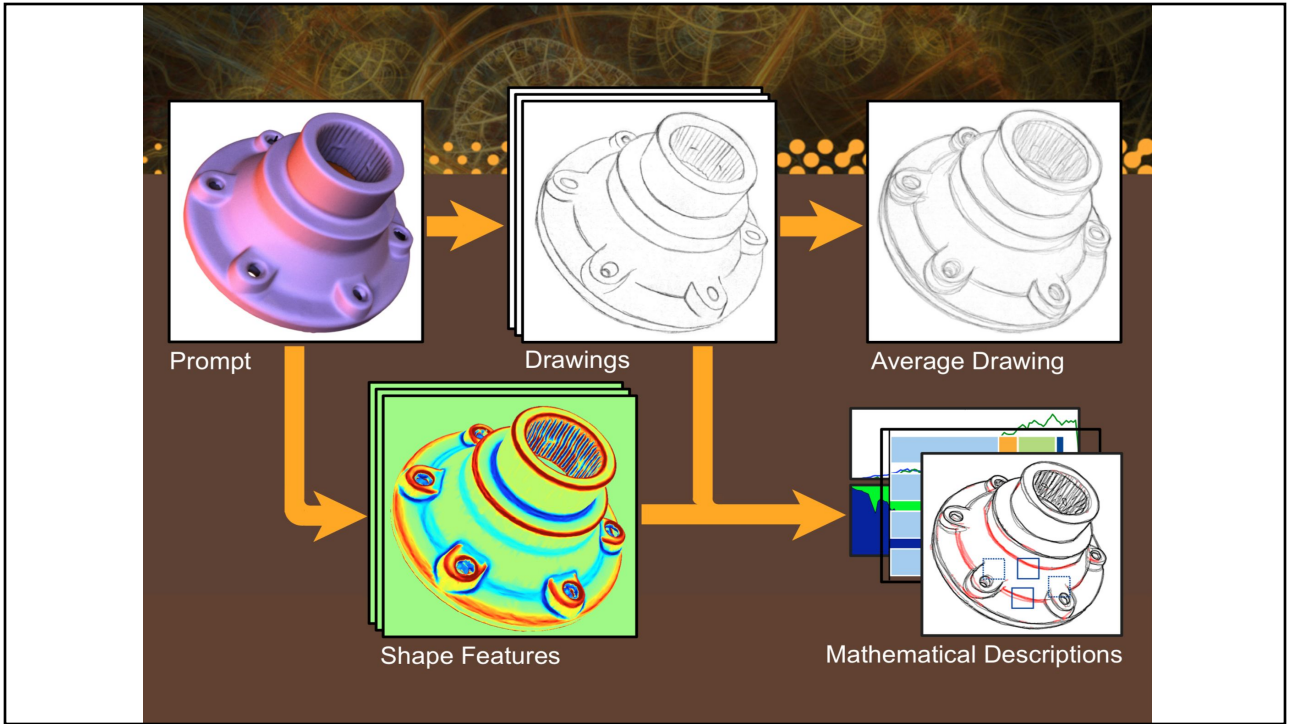 Prompt
Drawings
Average Drawing
Shape Features
Mathematical Descriptions